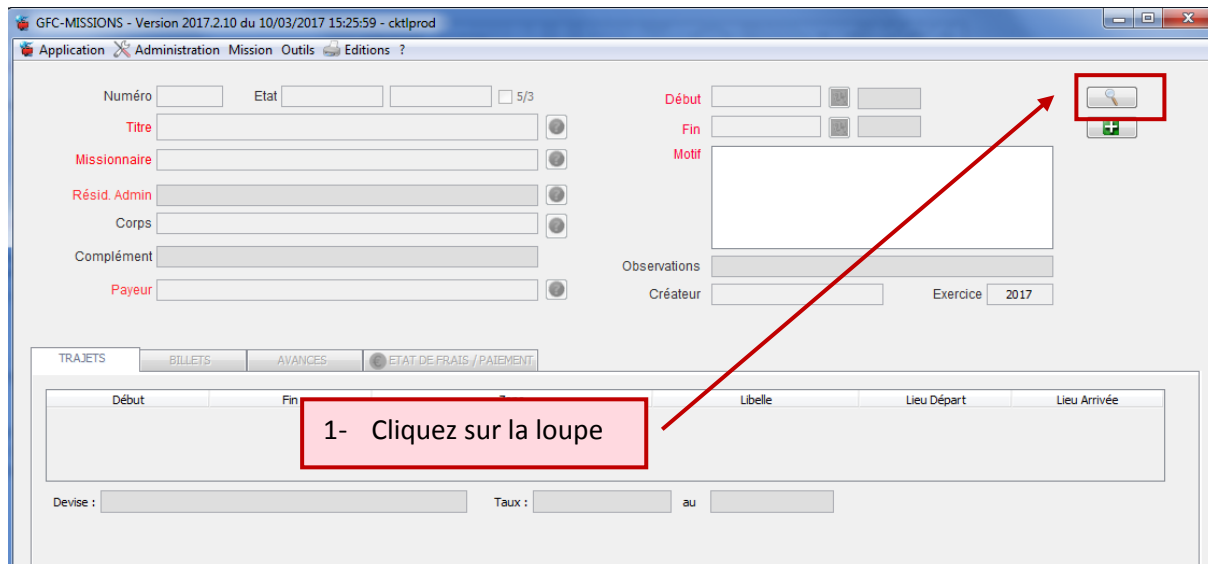 GFC-MISSIONS - Version 2017.2.10 du 10/03/2017 15:25:59 - cktlprod
Application Administration Mission Outils Editions ?
Numéro Etat 5/3
Titre
Missionnaire
Résid. Admin
Corps
Complément
Payeur
Début
Fin
Motif
Observations
Créateur Exercice 2017
TRAJETS BILLETS AVANCES ETAT DE FRAIS / PAIEMENT
Début Fin Libelle Lieu Départ Lieu Arrivée
1- Cliquez sur la loupe
Devise : Taux : au